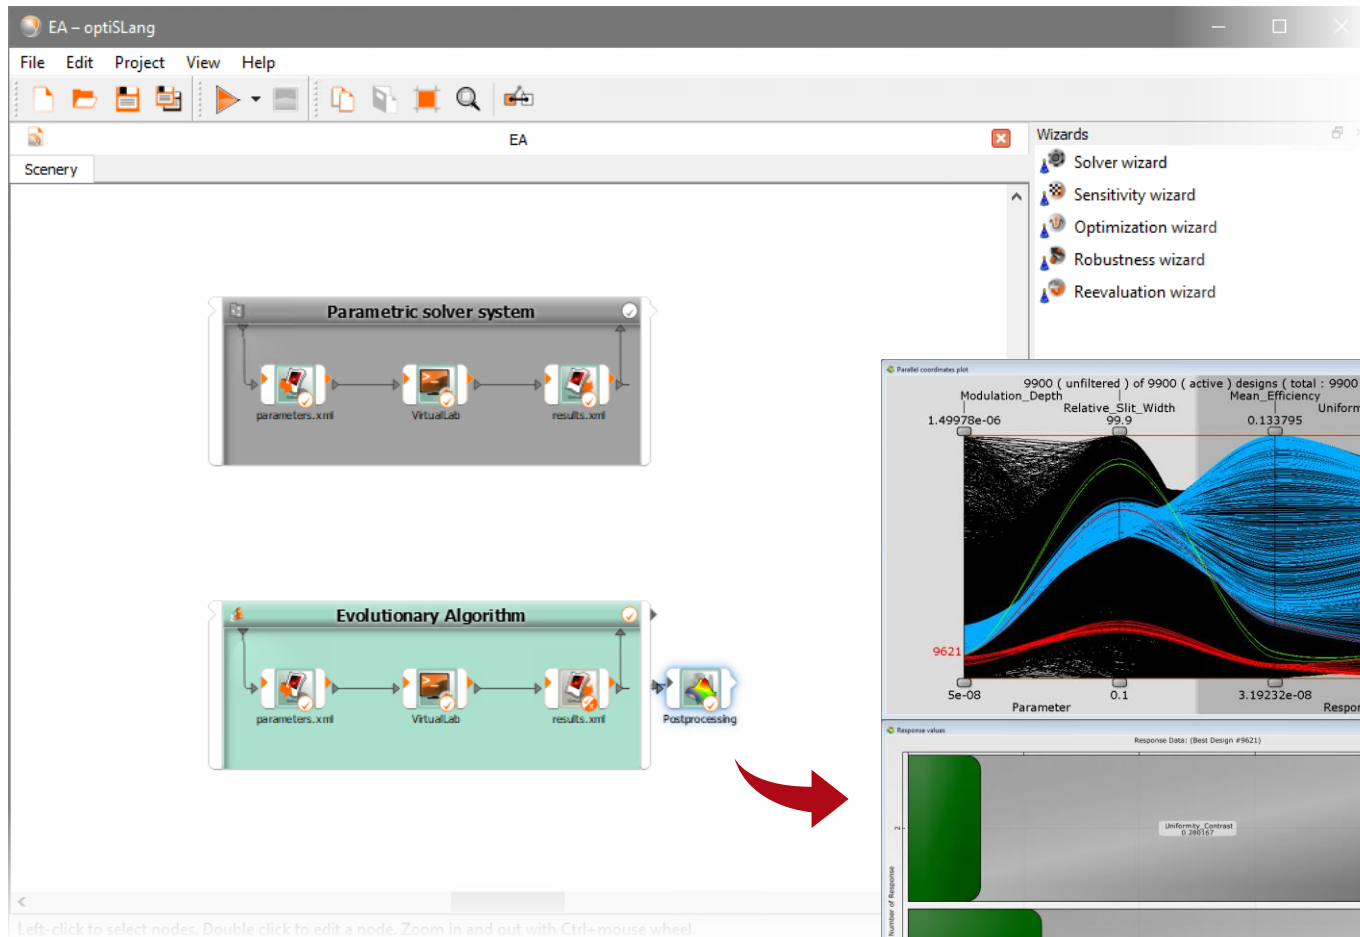 EA – optiSLang
File Edit Project View Help
EA
Scenery
Wizards
Solver wizard
Sensitivity wizard
Optimization wizard
Robustness wizard
Reevaluation wizard
Parametric solver system
parameters.xml VirtualLab results.xml
Evolutionary Algorithm
parameters.xml VirtualLab results.xml Postprocessing
Parallel coordinates plot
9900 ( unfiltered ) of 9900 ( active ) designs ( total : 9900
Modulation_Depth Mean_Efficiency
Relative_Slit_Width Uniform
1.49978e-06 99.9 0.133795
9621
5e-08 0.1 3.19232e-08
Parameter Respon
Response values
Response Data: (Best Design #9621)
Uniformity_Contrast
0.280167
2
Number of Response
Left-click to select nodes. Double click to edit a node. Zoom in and out with Ctrl+mouse wheel.